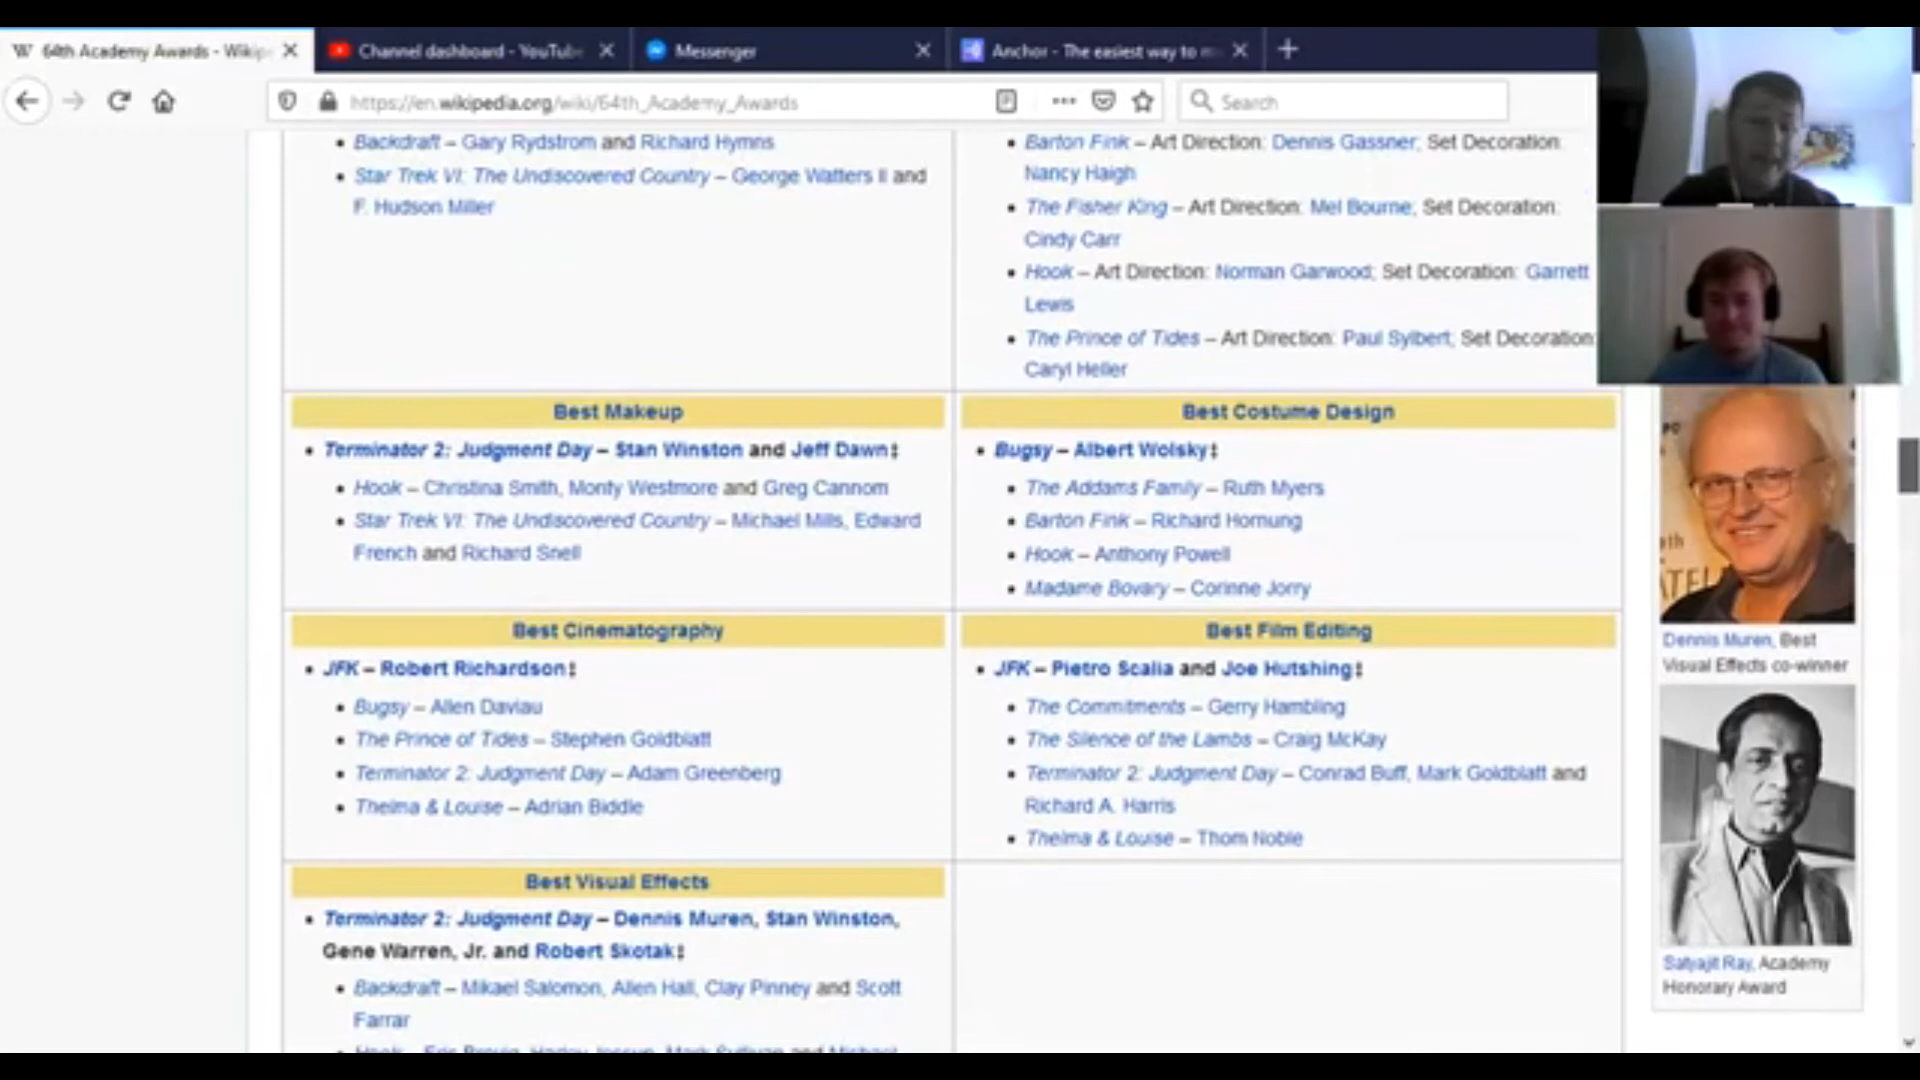 64th Academy Awards - Wikip
Channel dashboard - YouTube
Messenger
Anchor - The easiest way to m
https://en.wikipedia.org/wiki/64th_Academy_Awards
Search
Backdraft – Gary Rydstrom and Richard Hymns
Star Trek VI: The Undiscovered Country – George Watters II and
F. Hudson Miller
Barton Fink – Art Direction: Dennis Gassner; Set Decoration:
Nancy Haigh
The Fisher King – Art Direction: Mel Bourne; Set Decoration:
Cindy Carr
Hook – Art Direction: Norman Garwood; Set Decoration: Garrett
Lewis
The Prince of Tides – Art Direction: Paul Sylbert; Set Decoration:
Caryl Heller
Best Makeup
Terminator 2: Judgment Day – Stan Winston and Jeff Dawn‡
Hook – Christina Smith, Monty Westmore and Greg Cannom
Star Trek VI: The Undiscovered Country – Michael Mills, Edward
French and Richard Snell
Best Costume Design
Bugsy – Albert Wolsky‡
The Addams Family – Ruth Myers
Barton Fink – Richard Hornung
Hook – Anthony Powell
Madame Bovary – Corinne Jorry
Best Cinematography
JFK – Robert Richardson‡
Bugsy – Allen Daviau
The Prince of Tides – Stephen Goldblatt
Terminator 2: Judgment Day – Adam Greenberg
Thelma & Louise – Adrian Biddle
Best Film Editing
JFK – Pietro Scalia and Joe Hutshing‡
The Commitments – Gerry Hambling
The Silence of the Lambs – Craig McKay
Terminator 2: Judgment Day – Conrad Buff, Mark Goldblatt and
Richard A. Harris
Thelma & Louise – Thom Noble
Best Visual Effects
Terminator 2: Judgment Day – Dennis Muren, Stan Winston,
Gene Warren, Jr. and Robert Skotak‡
Backdraft – Mikael Salomon, Allen Hall, Clay Pinney and Scott
Farrar
Dennis Muren, Best
Visual Effects co-winner
Satyajit Ray, Academy
Honorary Award